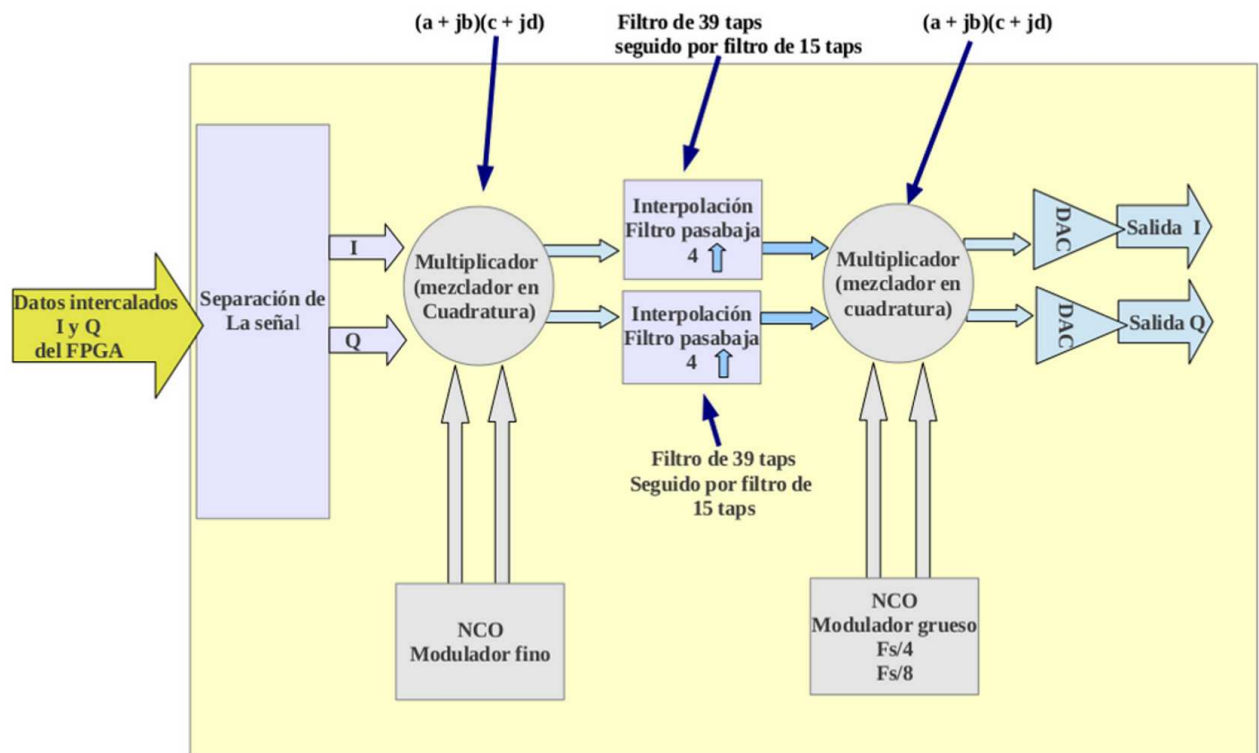 (a + jb)(c + jd)
Filtro de 39 taps
seguido por filtro de 15 taps
(a + jb)(c + jd)
Datos intercalados
I y Q
del FPGA
Separación de
La señal
I
Q
Multiplicador
(mezclador en
Cuadratura)
Interpolación
Filtro pasabaja
4
Interpolación
Filtro pasabaja
4
Multiplicador
(mezclador en
cuadratura)
DAC
Salida I
DAC
Salida Q
Filtro de 39 taps
Seguido por filtro de
15 taps
NCO
Modulador fino
NCO
Modulador grueso
Fs/4
Fs/8